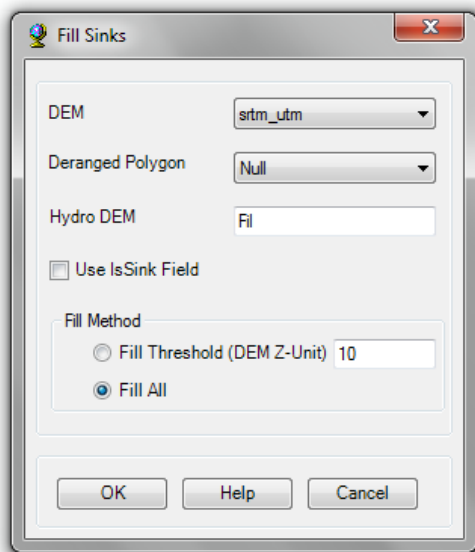 Fill Sinks
DEM srtm_utm
Deranged Polygon Null
Hydro DEM Fil
Use IsSink Field
Fill Method
Fill Threshold (DEM Z-Unit) 10
Fill All
OK Help Cancel